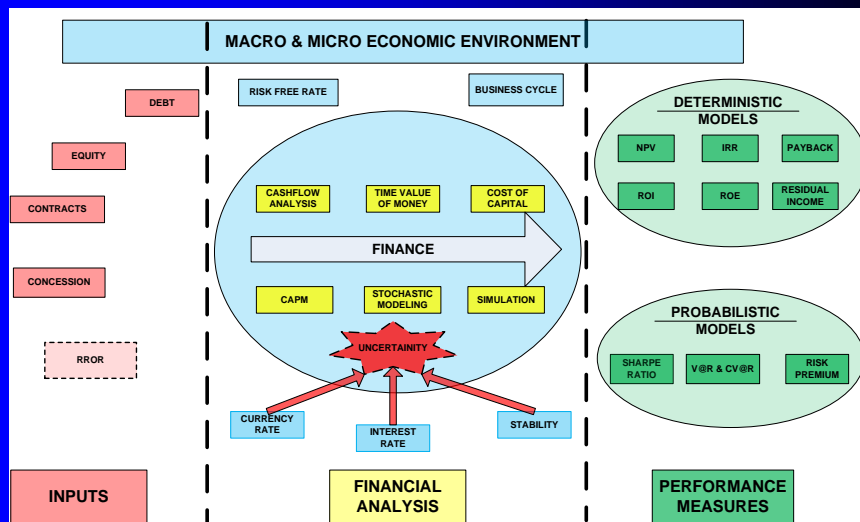 MACRO & MICRO ECONOMIC ENVIRONMENT
DEBT
EQUITY
CONTRACTS
CONCESSION
RROR
INPUTS
RISK FREE RATE
BUSINESS CYCLE
CASHFLOW
ANALYSIS
TIME VALUE
OF MONEY
COST OF
CAPITAL
FINANCE
CAPM
STOCHASTIC
MODELING
SIMULATION
UNCERTAINITY
CURRENCY
RATE
INTEREST
RATE
STABILITY
FINANCIAL
ANALYSIS
DETERMINISTIC
MODELS
NPV
IRR
PAYBACK
ROI
ROE
RESIDUAL
INCOME
PROBABILISTIC
MODELS
SHARPE
RATIO
V@R & CV@R
RISK
PREMIUM
PERFORMANCE
MEASURES